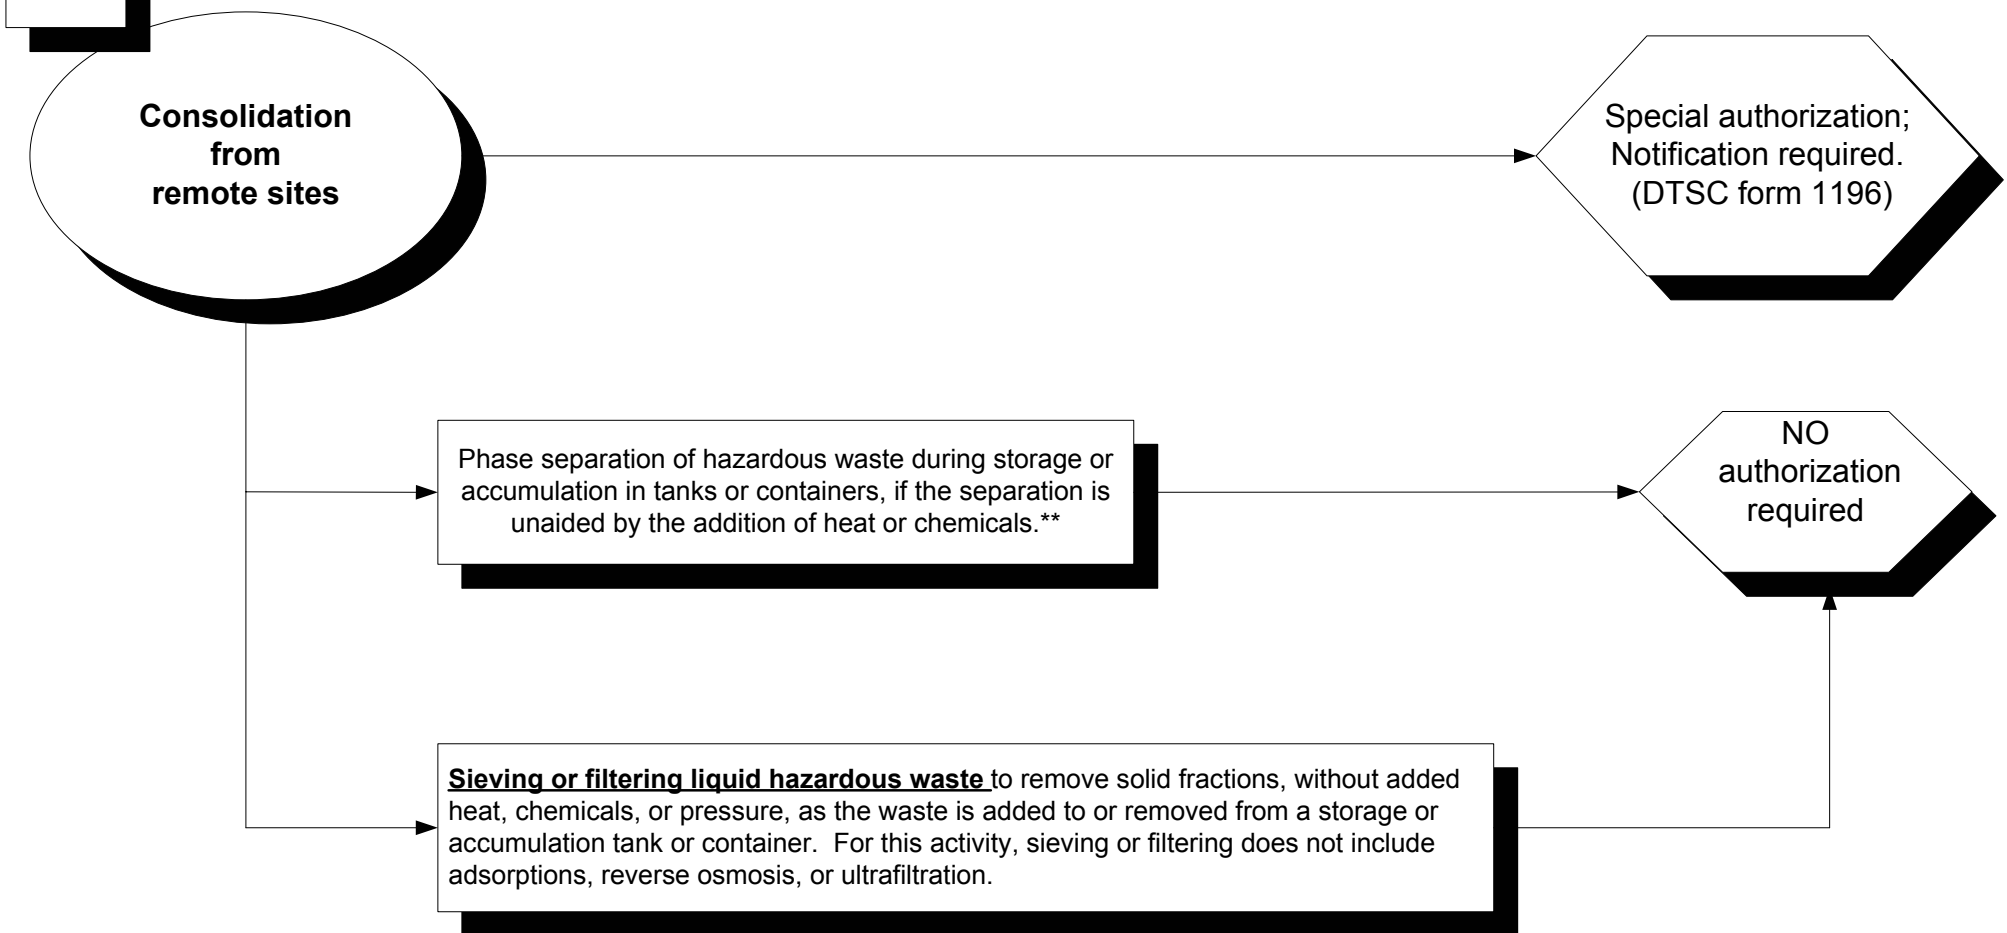 Consolidation
from
remote sites
Special authorization;
Notification required.
(DTSC form 1196)
Phase separation of hazardous waste during storage or
accumulation in tanks or containers, if the separation is
unaided by the addition of heat or chemicals.**
NO
authorization
required
Sieving or filtering liquid hazardous waste to remove solid fractions, without added
heat, chemicals, or pressure, as the waste is added to or removed from a storage or
accumulation tank or container.  For this activity, sieving or filtering does not include
adsorptions, reverse osmosis, or ultrafiltration.